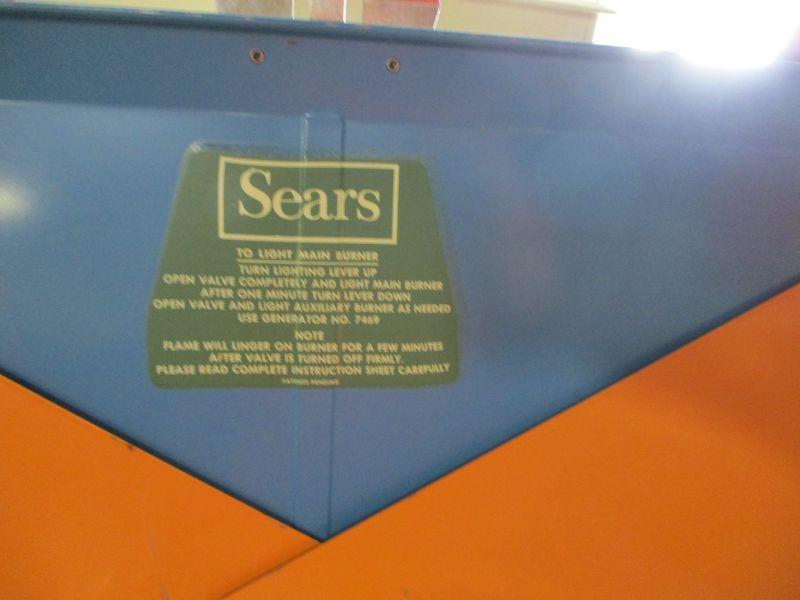 Sears
TO LIGHT MAIN BURNER
TURN LIGHTING LEVER UP
OPEN VALVE COMPLETELY AND LIGHT MAIN BURNER
AFTER ONE MINUTE TURN LEVER DOWN
OPEN VALVE AND LIGHT AUXILIARY BURNER AS NEEDED
USE GENERATOR NO. 7469
NOTE
FLAME WILL LINGER ON BURNER FOR A FEW MINUTES
AFTER VALVE IS TURNED OFF FIRMLY.
PLEASE READ COMPLETE INSTRUCTION SHEET CAREFULLY
PATENTS PENDING